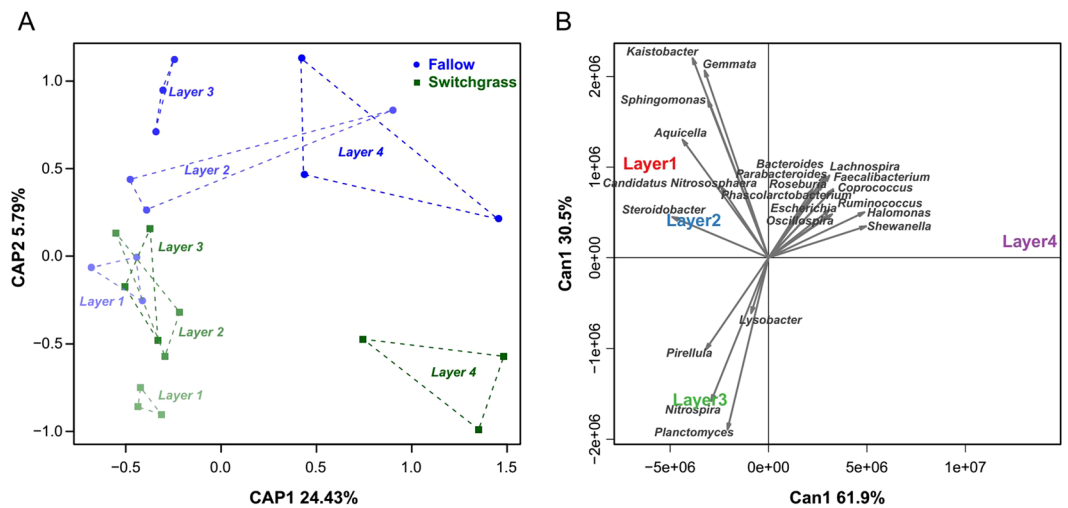 A
Fallow
Switchgrass
Layer 3
Layer 4
Layer 2
Layer 3
Layer 1
Layer 2
Layer 4
Layer 1
1.0
0.5
0.0
−0.5
−1.0
CAP2 5.79%
−0.5
0.0
0.5
1.0
1.5
CAP1 24.43%
B
Kaistobacter
Gemmata
Sphingomonas
Aquicella
Layer1
Bacteroides
Lachnospira
Parabacteroides
Faecalibacterium
Candidatus Nitrososphaera
Roseburia
Coprococcus
Phascolarctobacterium
Ruminococcus
Steroidobacter
Escherichia
Halomonas
Layer2
Oscillospira
Shewanella
Layer4
Lysobacter
Pirellula
Layer3
Nitrospira
Planctomyces
2e+06
1e+06
0e+00
−1e+06
−2e+06
Can1 30.5%
−5e+06
0e+00
5e+06
1e+07
Can1 61.9%